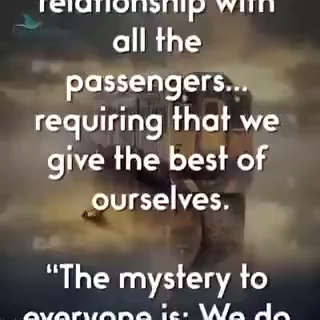 relationship with
all the
passengers...
requiring that we
give the best of
ourselves.
"The mystery to
everyone is: We do